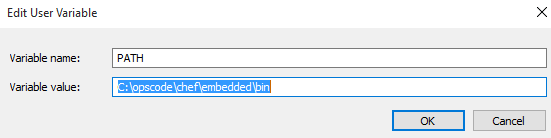 Edit User Variable
Variable name: PATH
Variable value: C:\opscode\chef\embedded\bin
OK Cancel